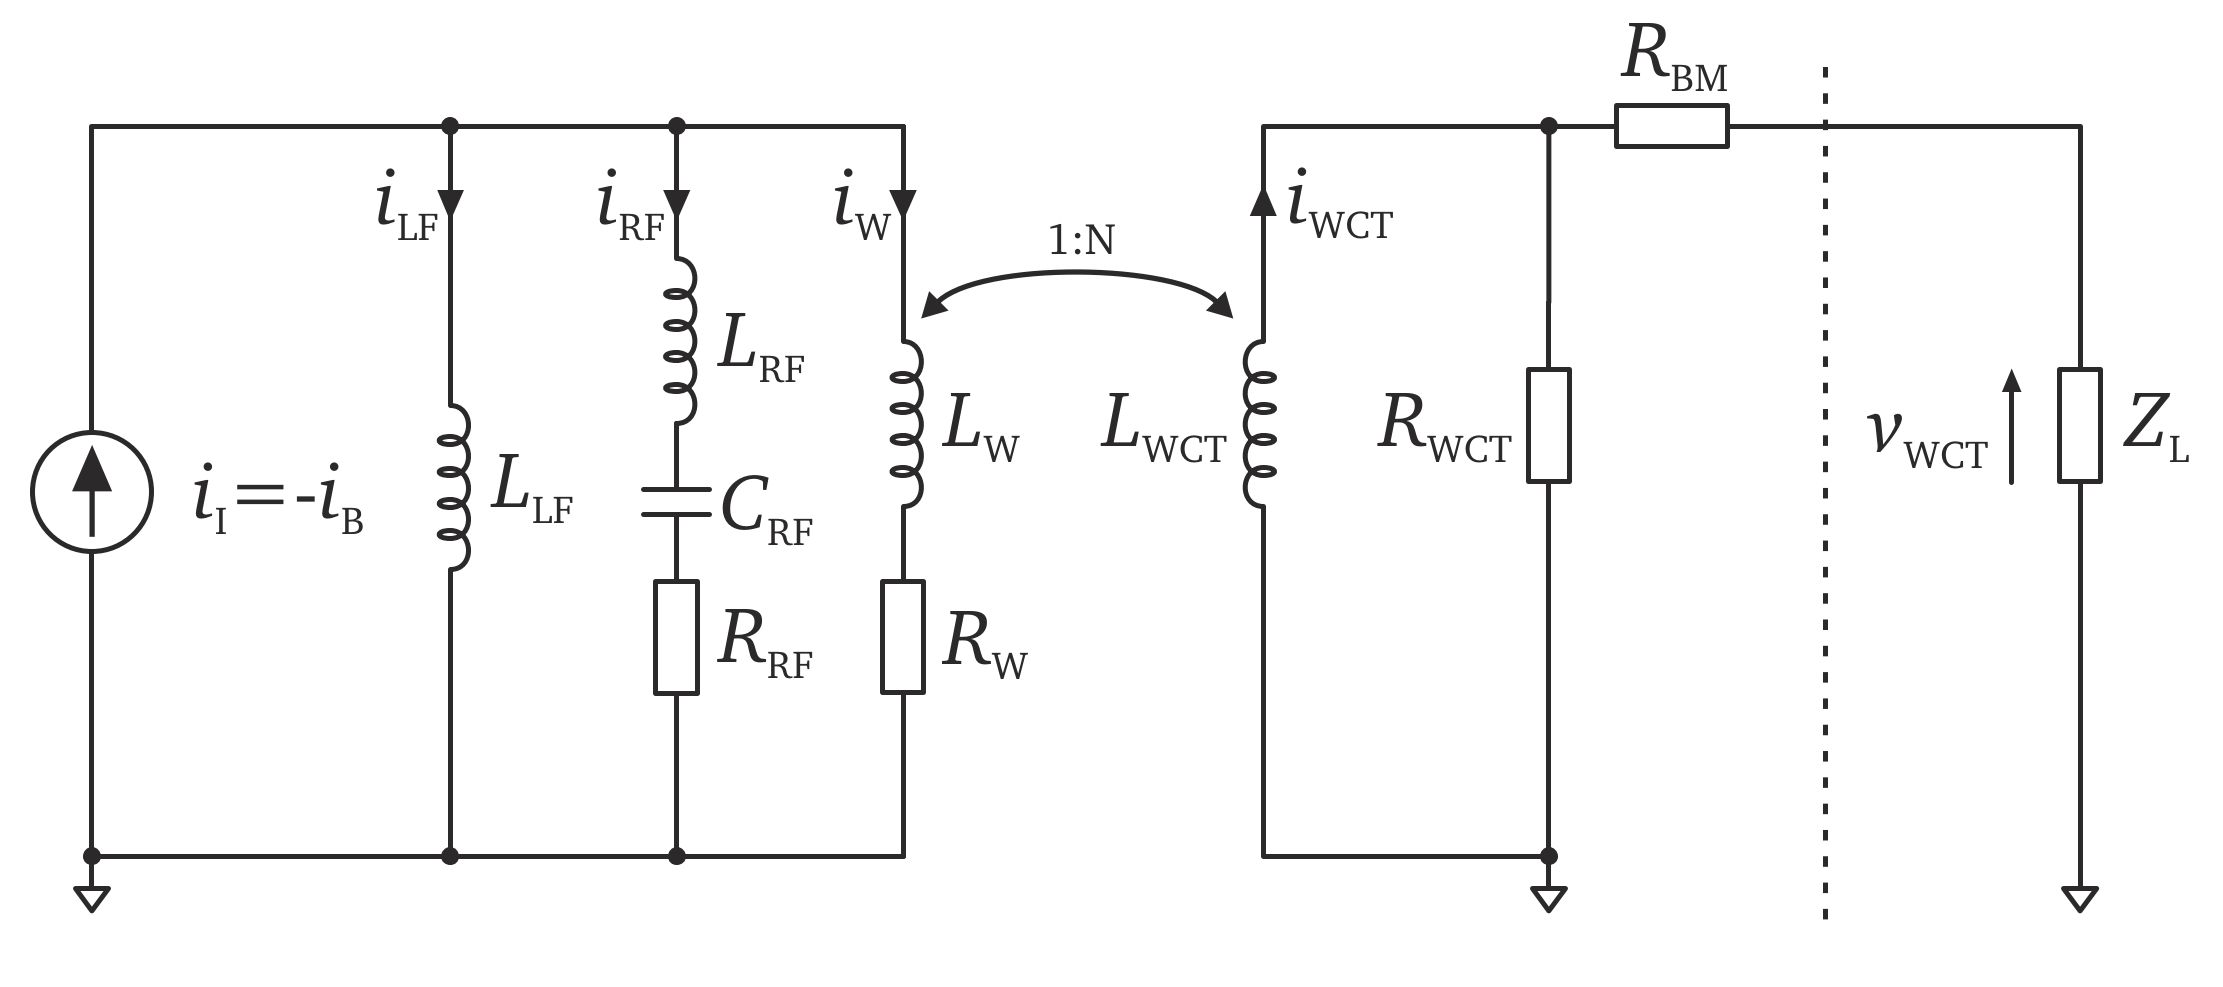 R_BM
i_LF
i_RF
i_W
1:N
i_WCT
L_RF
L_W
L_WCT
R_WCT
v_WCT
Z_L
i_I=-i_B
L_LF
C_RF
R_RF
R_W